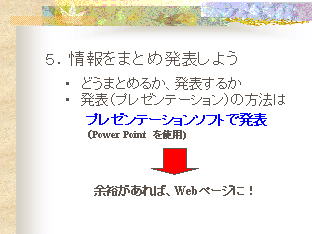 ５．情報をまとめ発表しよう
・ どうまとめるか、発表するか
・ 発表（プレゼンテーション）の方法は
プレゼンテーションソフトで発表
（Power Point を使用）
余裕があれば、Webページに！